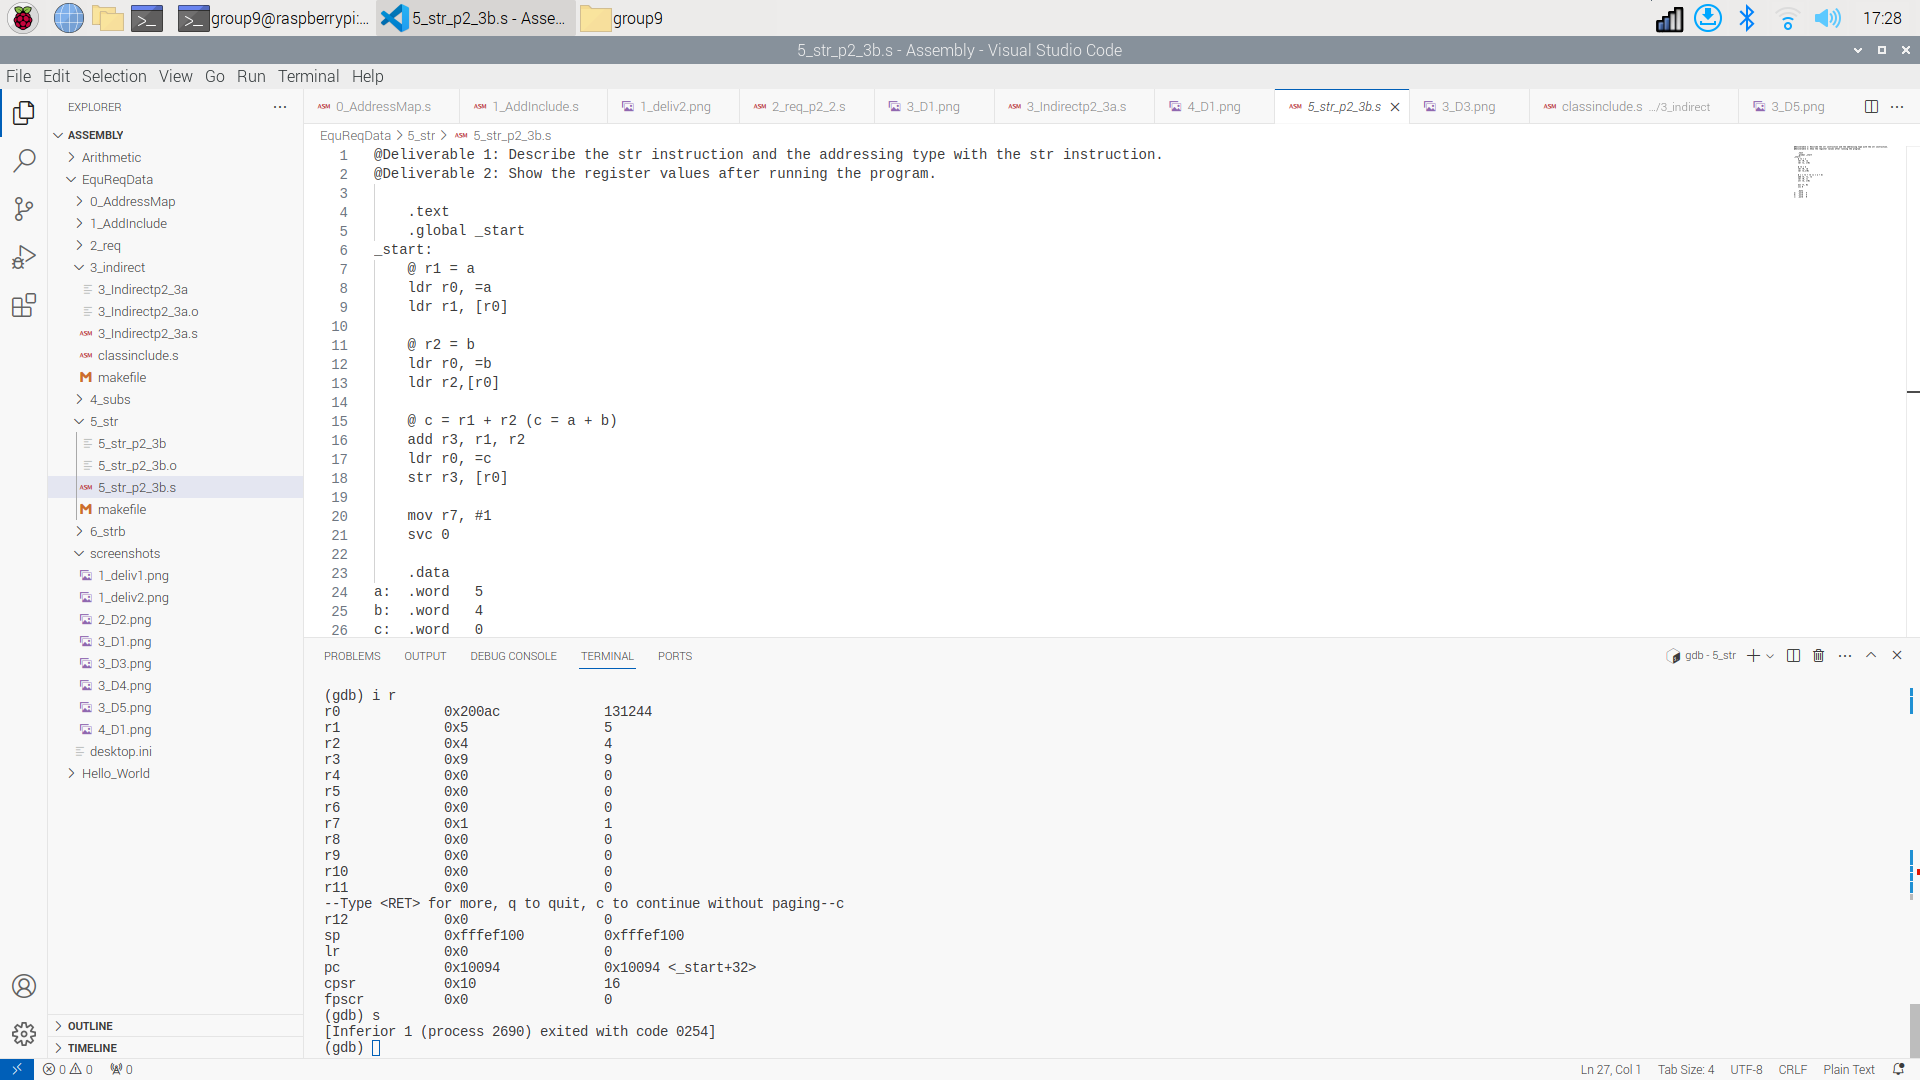 group9@raspberrypi:... 5_str_p2_3b.s - Asse... group9 17:28
5_str_p2_3b.s - Assembly - Visual Studio Code
File Edit Selection View Go Run Terminal Help
EXPLORER
ASSEMBLY
Arithmetic
EquReqData
0_AddressMap
1_AddInclude
2_req
3_indirect
3_Indirectp2_3a
3_Indirectp2_3a.o
ASM 3_Indirectp2_3a.s
ASM classinclude.s
M makefile
4_subs
5_str
5_str_p2_3b
5_str_p2_3b.o
ASM 5_str_p2_3b.s
M makefile
6_strb
screenshots
1_deliv1.png
1_deliv2.png
2_D2.png
3_D1.png
3_D3.png
3_D4.png
3_D5.png
4_D1.png
desktop.ini
Hello_World
OUTLINE
TIMELINE
ASM 0_AddressMap.s ASM 1_AddInclude.s 1_deliv2.png ASM 2_req_p2_2.s 3_D1.png ASM 3_Indirectp2_3a.s 4_D1.png ASM 5_str_p2_3b.s 3_D3.png ASM classinclude.s .../3_indirect 3_D5.png
EquReqData > 5_str > ASM 5_str_p2_3b.s
1 @Deliverable 1: Describe the str instruction and the addressing type with the str instruction.
2 @Deliverable 2: Show the register values after running the program.
3
4 .text
5 .global _start
6 _start:
7 @ r1 = a
8 ldr r0, =a
9 ldr r1, [r0]
10
11 @ r2 = b
12 ldr r0, =b
13 ldr r2,[r0]
14
15 @ c = r1 + r2 (c = a + b)
16 add r3, r1, r2
17 ldr r0, =c
18 str r3, [r0]
19
20 mov r7, #1
21 svc 0
22
23 .data
24 a: .word 5
25 b: .word 4
26 c: .word 0
PROBLEMS OUTPUT DEBUG CONSOLE TERMINAL PORTS gdb - 5_str
(gdb) i r
r0 0x200ac 131244
r1 0x5 5
r2 0x4 4
r3 0x9 9
r4 0x0 0
r5 0x0 0
r6 0x0 0
r7 0x1 1
r8 0x0 0
r9 0x0 0
r10 0x0 0
r11 0x0 0
--Type <RET> for more, q to quit, c to continue without paging--c
r12 0x0 0
sp 0xfffef100 0xfffef100
lr 0x0 0
pc 0x10094 0x10094 <_start+32>
cpsr 0x10 16
fpscr 0x0 0
(gdb) s
[Inferior 1 (process 2690) exited with code 0254]
(gdb)
0 0 0 Ln 27, Col 1 Tab Size: 4 UTF-8 CRLF Plain Text